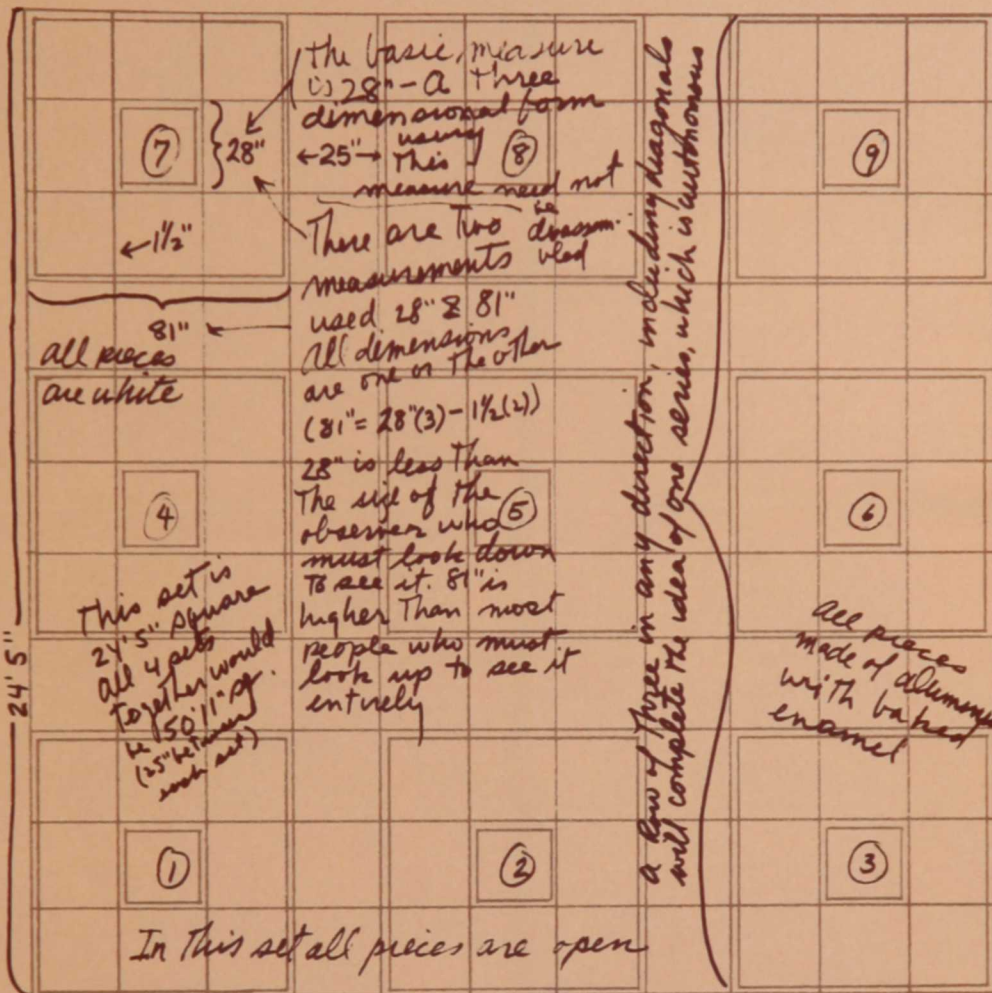 The basic measure
is 28" - A three
dimensional form
using
this
measure need not
be
disassem-
bled
7
28"
←25"→
8
9
←1½"
There are two
measurements
used 28" & 81"
All dimensions
are one or the other
(81" = 28"(3) - 1½(2))
28" is less than
the size of the
observer who
must look down
to see it. 81" is
higher than most
people who must
look up to see it
entirely
81"
all pieces
are white
4
5
6
24'5"
This set is
24'5" square
all 4 sets
together would
be 50'11" sq.
(25" between
each set)
a Row of three in any direction, including diagonals
will complete the idea of one series, which is autonomous
all pieces
made of aluminum
with baked
enamel
1
2
3
In this set all pieces are open